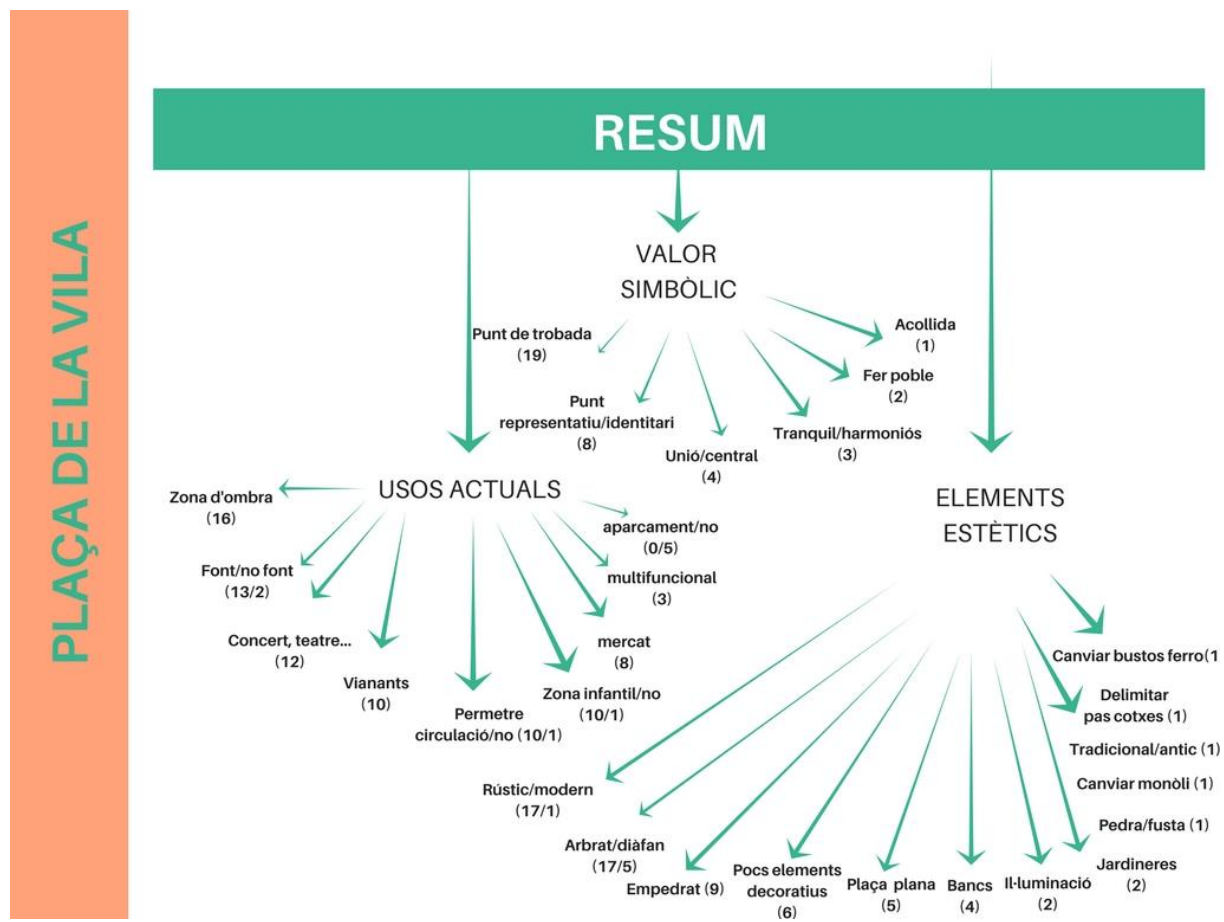 PLAÇA DE LA VILA
RESUM
VALOR
SIMBÒLIC
Punt de trobada
(19)
Punt
representatiu/identitari
(8)
Unió/central
(4)
Tranquil/harmoniós
(3)
Fer poble
(2)
Acollida
(1)
USOS ACTUALS
Zona d'ombra
(16)
Font/no font
(13/2)
Concert, teatre...
(12)
Vianants
(10)
Permetre
circulació/no (10/1)
Zona infantil/no
(10/1)
mercat
(8)
multifuncional
(3)
aparcament/no
(0/5)
ELEMENTS
ESTÈTICS
Rústic/modern
(17/1)
Arbrat/diàfan
(17/5)
Empedrat (9)
Pocs elements
decoratius
(6)
Plaça plana
(5)
Bancs
(4)
Il·luminació
(2)
Jardineres
(2)
Pedra/fusta (1)
Canviar monòli (1)
Tradicional/antic (1)
Delimitar
pas cotxes (1)
Canviar bustos ferro(1